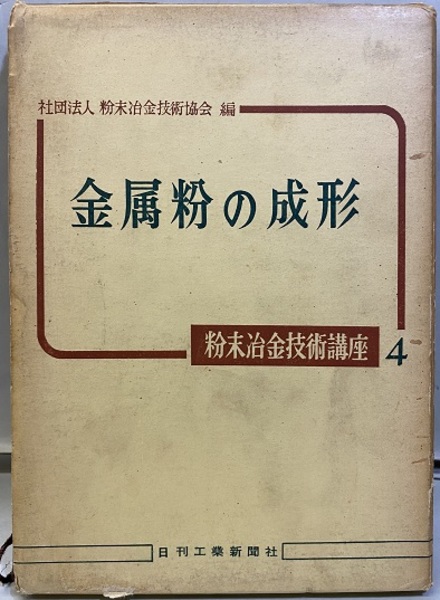 社団法人 粉末冶金技術協会 編
金属粉の成形
粉末冶金技術講座 4
日刊工業新聞社